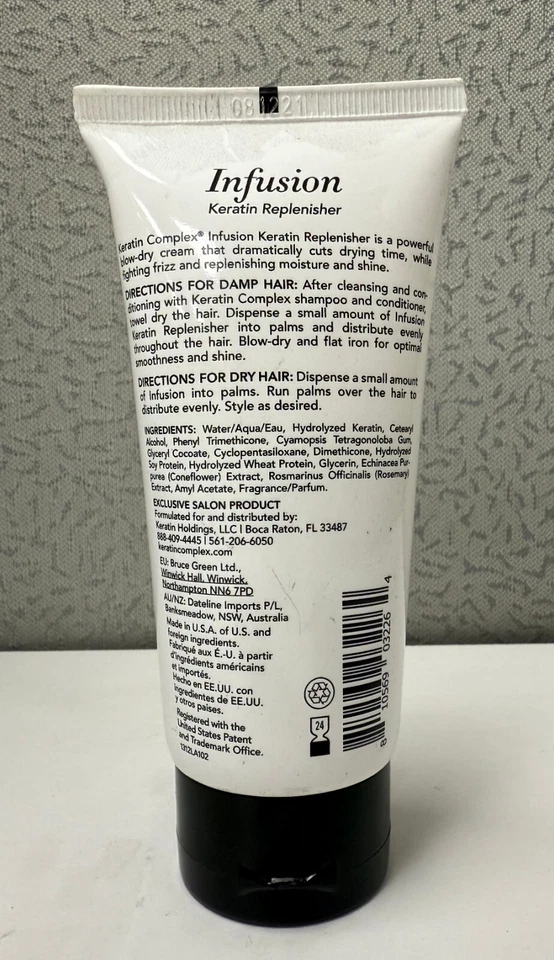 081221
Infusion
Keratin Replenisher
Keratin Complex® Infusion Keratin Replenisher is a powerful
blow-dry cream that dramatically cuts drying time, while
fighting frizz and replenishing moisture and shine.
DIRECTIONS FOR DAMP HAIR: After cleansing and con-
ditioning with Keratin Complex shampoo and conditioner,
towel dry the hair. Dispense a small amount of Infusion
Keratin Replenisher into palms and distribute evenly
throughout the hair. Blow-dry and flat iron for optimal
smoothness and shine.
DIRECTIONS FOR DRY HAIR: Dispense a small amount
of Infusion into palms. Run palms over the hair to
distribute evenly. Style as desired.
INGREDIENTS: Water/Aqua/Eau, Hydrolyzed Keratin, Cetearyl
Alcohol, Phenyl Trimethicone, Cyamopsis Tetragonoloba Gum,
Glyceryl Cocoate, Cyclopentasiloxane, Dimethicone, Hydrolyzed
Soy Protein, Hydrolyzed Wheat Protein, Glycerin, Echinacea Pur-
purea (Coneflower) Extract, Rosmarinus Officinalis (Rosemary)
Extract, Amyl Acetate, Fragrance/Parfum.
EXCLUSIVE SALON PRODUCT
Formulated for and distributed by:
Keratin Holdings, LLC | Boca Raton, FL 33487
888-409-4445 | 561-206-6050
keratincomplex.com
EU: Bruce Green Ltd.,
Winwick Hall, Winwick,
Northampton NN6 7PD
AU/NZ: Dateline Imports P/L,
Banksmeadow, NSW, Australia
Made in U.S.A. of U.S. and
foreign ingredients.
Fabriqué aux É.-U. à partir
d'ingrédients américains
et importés.
Hecho en EE.UU. con
ingredientes de EE.UU.
y otros paises.
Registered with the
United States Patent
and Trademark Office.
1312LA102
24
8 10569 03226 4